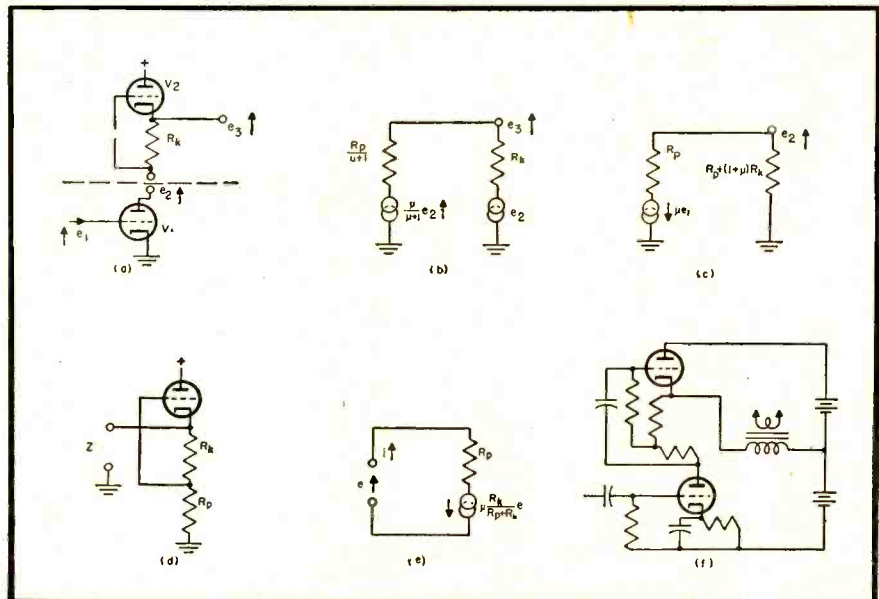 +
V2
Rk
e3
e2
e1
V1
(a)
Rp
μ+1
μ
μ+1
e2
e3
Rk
e2
(b)
Rp
μe1
e2
Rp+(1+μ)Rk
(c)
+
Z
Rk
Rp
(d)
i
e
Rp
μ Rk
Rp+Rk
e
(e)
(f)